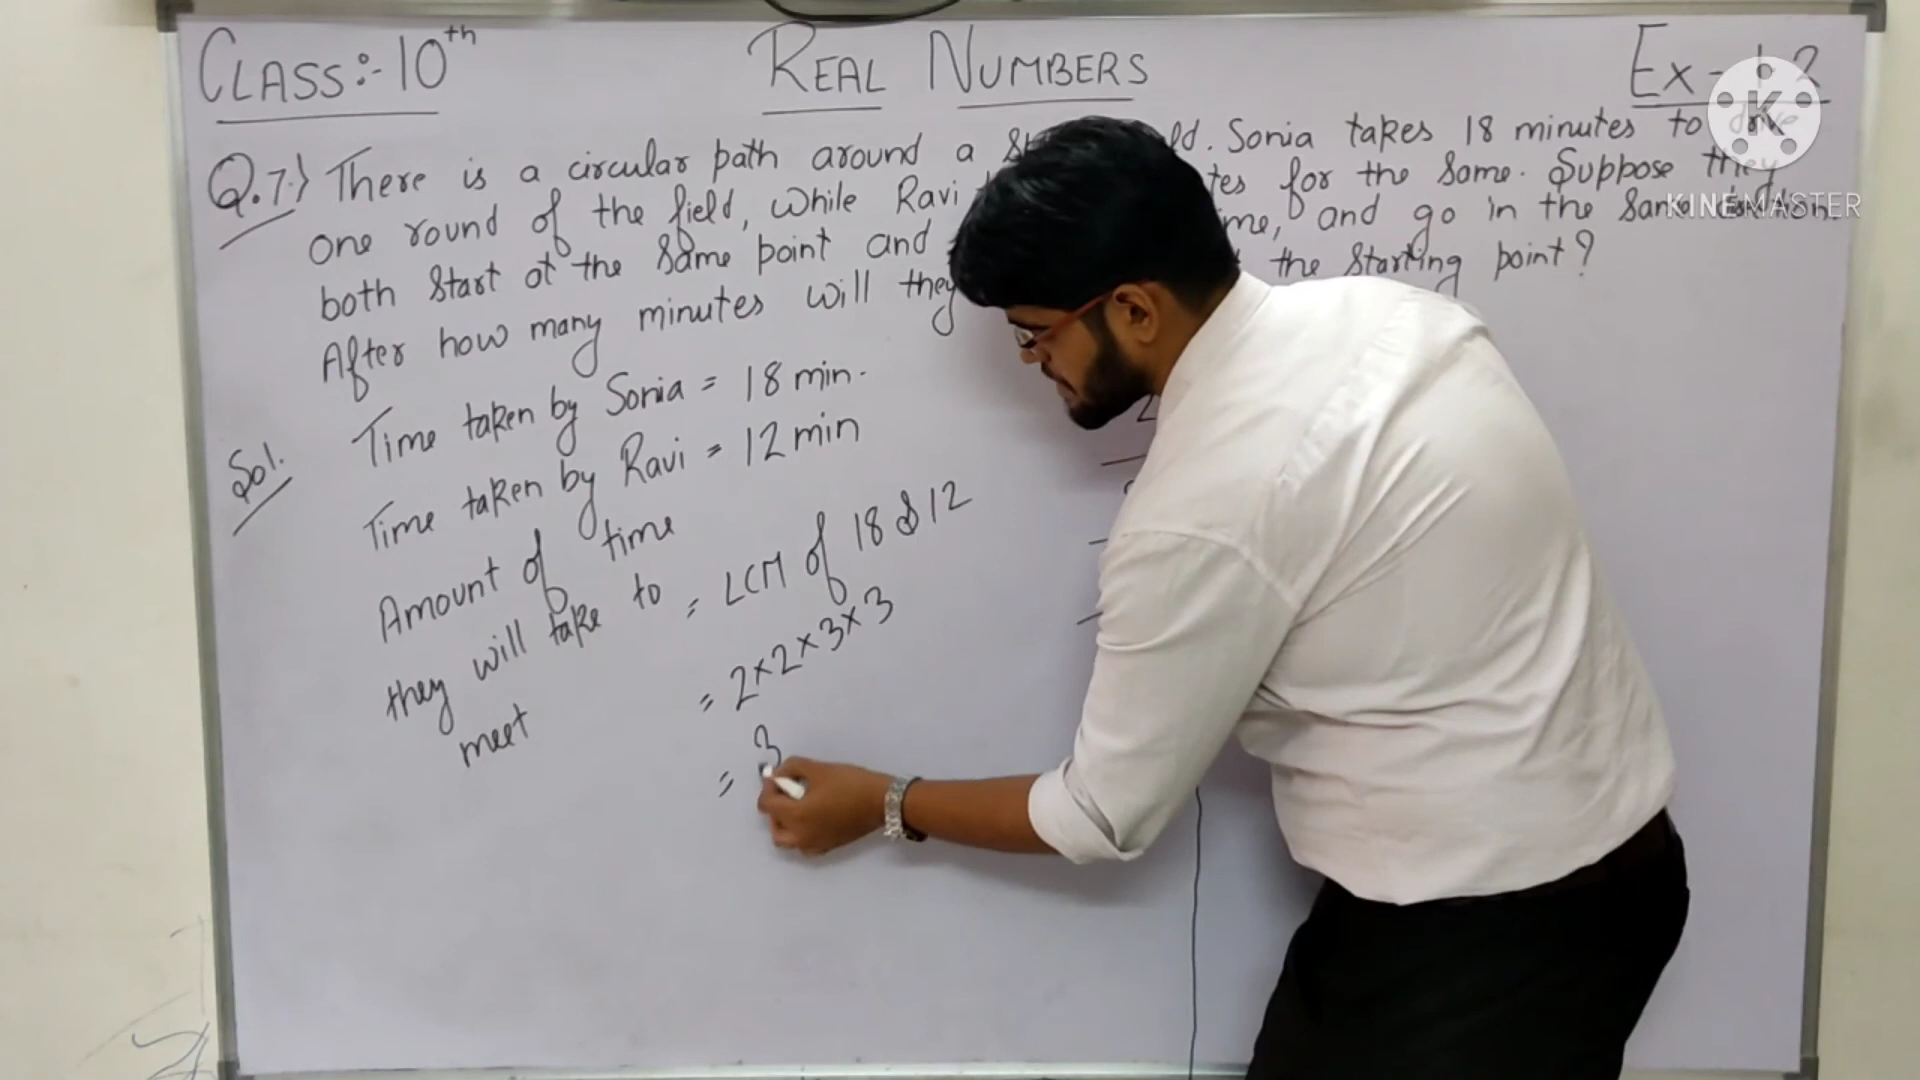 CLASS:- 10th REAL NUMBERS Ex - 1.2
Q.7) There is a circular path around a ld. Sonia takes 18 minutes to drive
one round of the field, while Ravi tes for the same. Suppose they
both start at the same point and me, and go in the same
After how many minutes will they the starting point?
Sol. Time taken by Sonia = 18 min.
Time taken by Ravi = 12 min
Amount of time
they will take to = LCM of 18 & 12
meet = 2×2×3×3
= 3
K
KINEMASTER